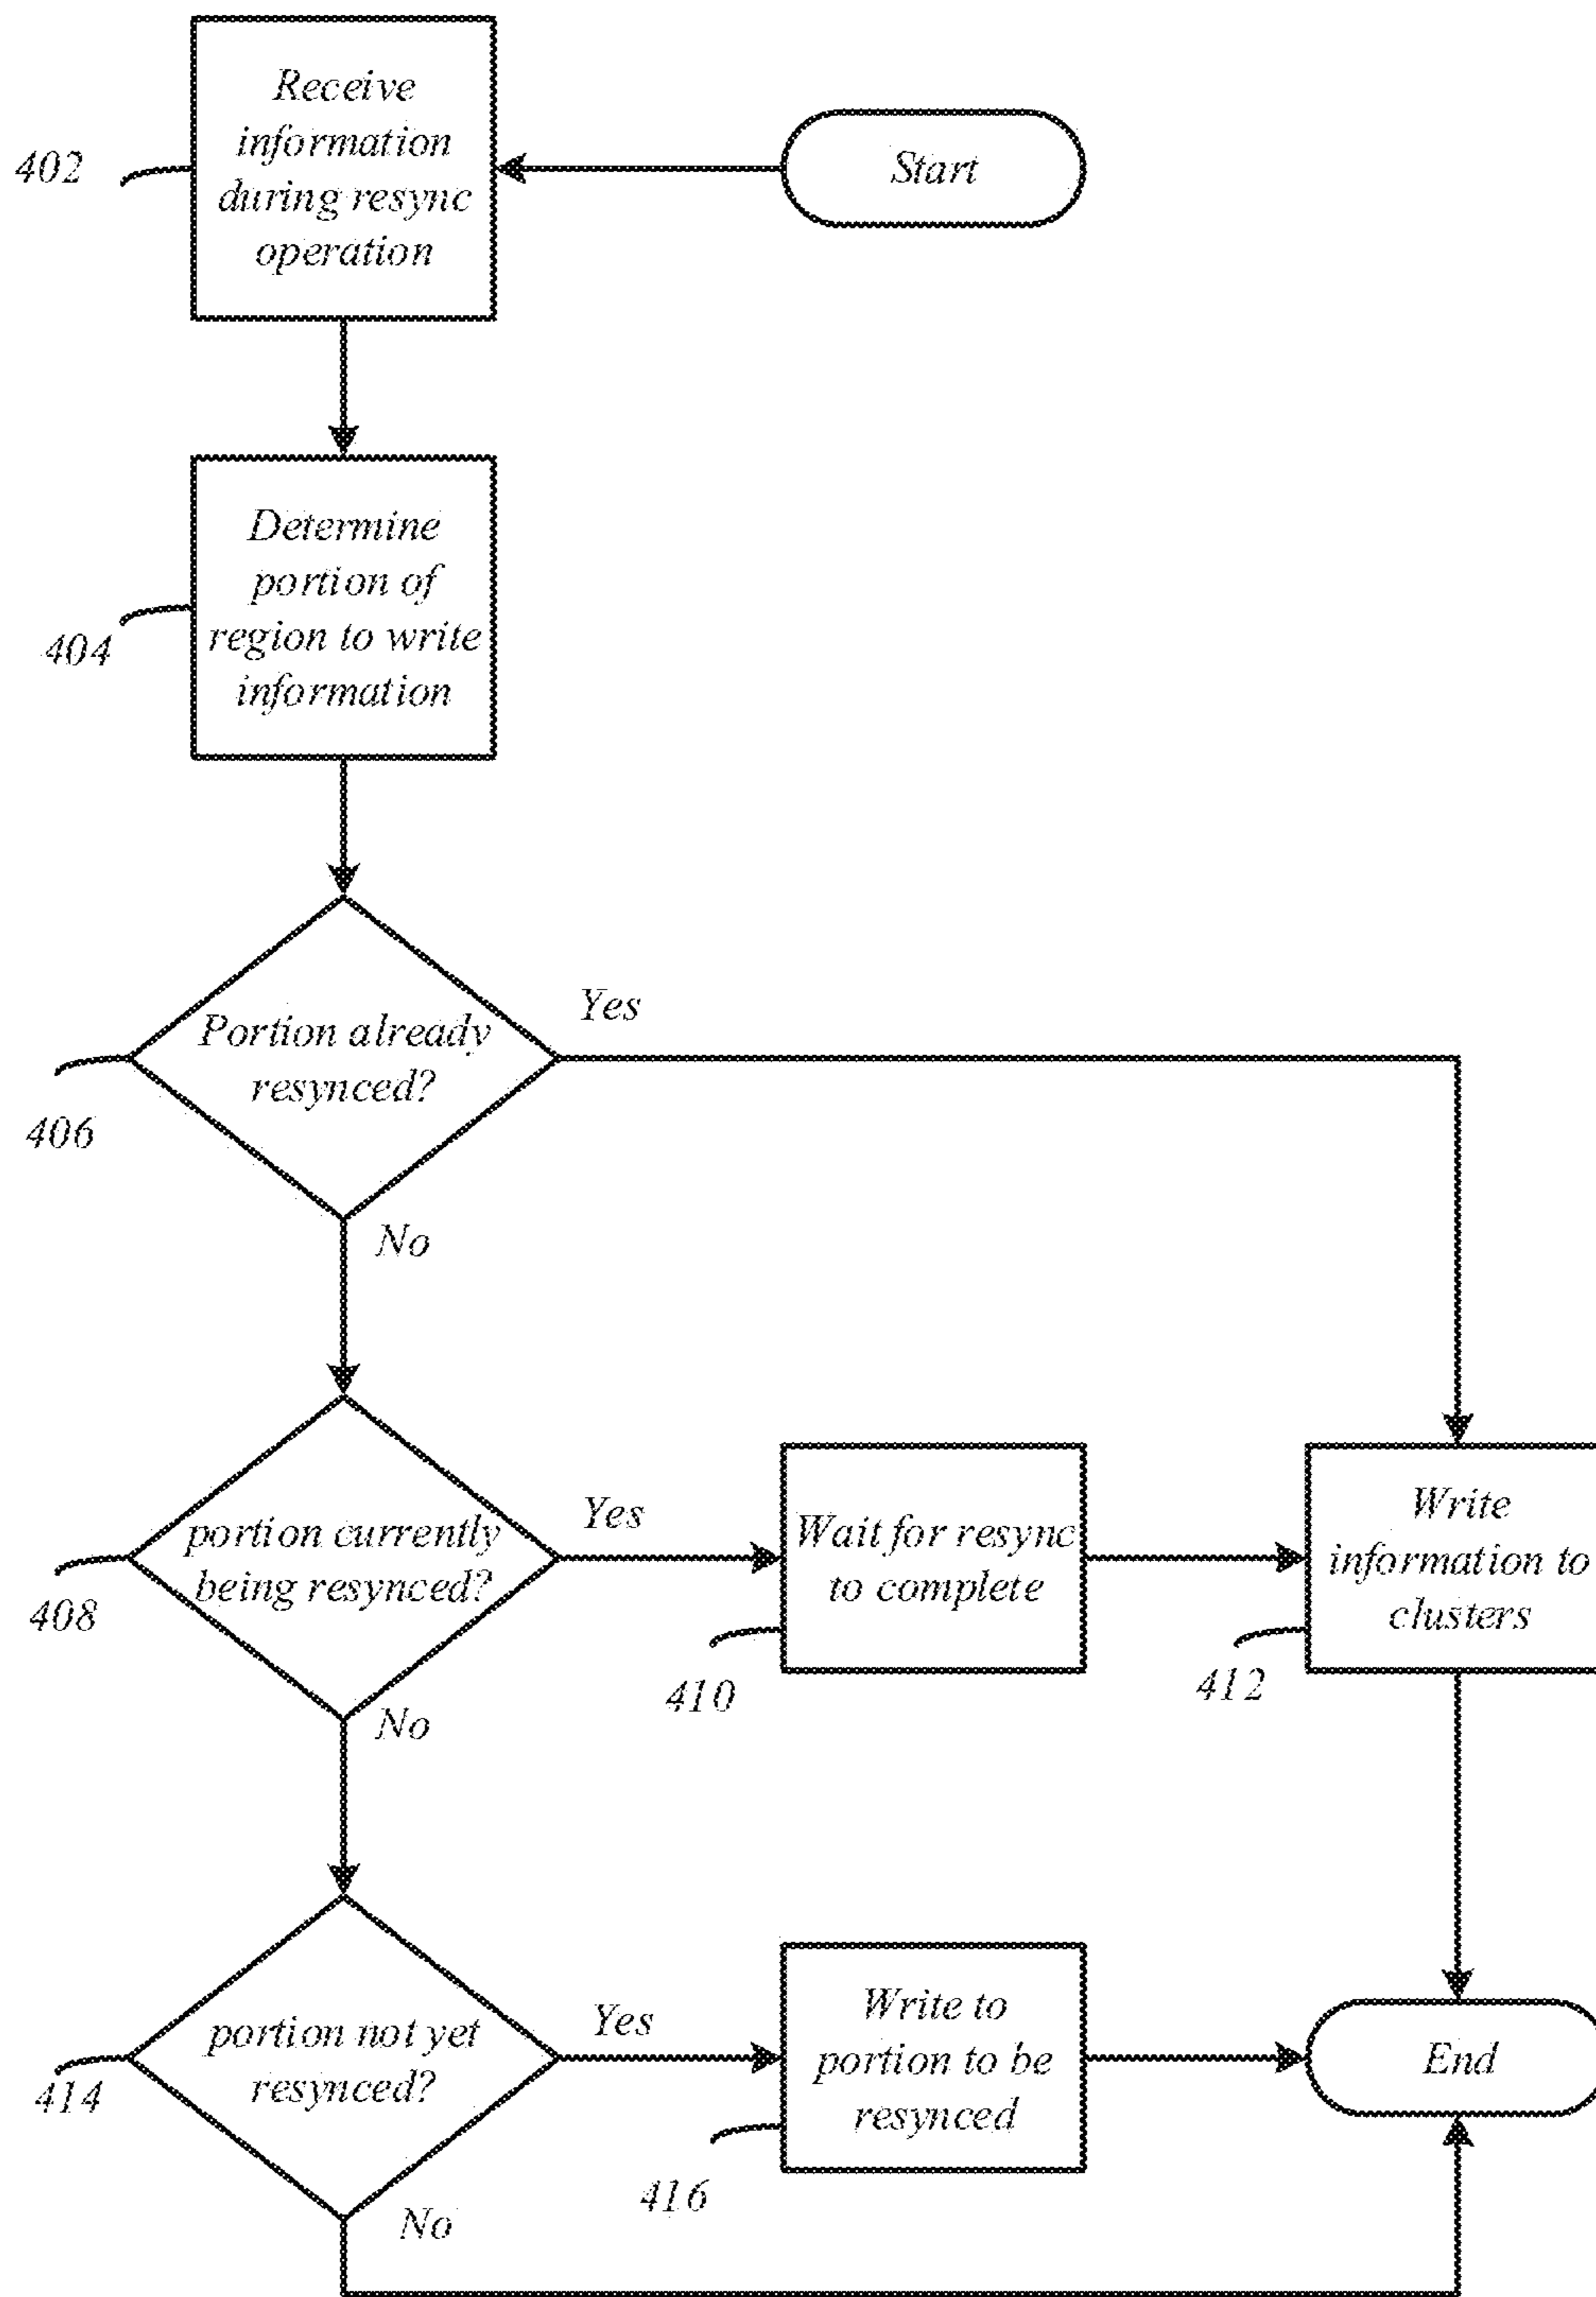 Receive
information
during resync
operation
402
Start
Determine
portion of
region to write
information
404
Portion already
resynced?
Yes
406
No
portion currently
being resynced?
Yes
408
No
Wait for resync
to complete
410
Write
information to
clusters
412
portion not yet
resynced?
Yes
414
No
Write to
portion to be
resynced
416
End